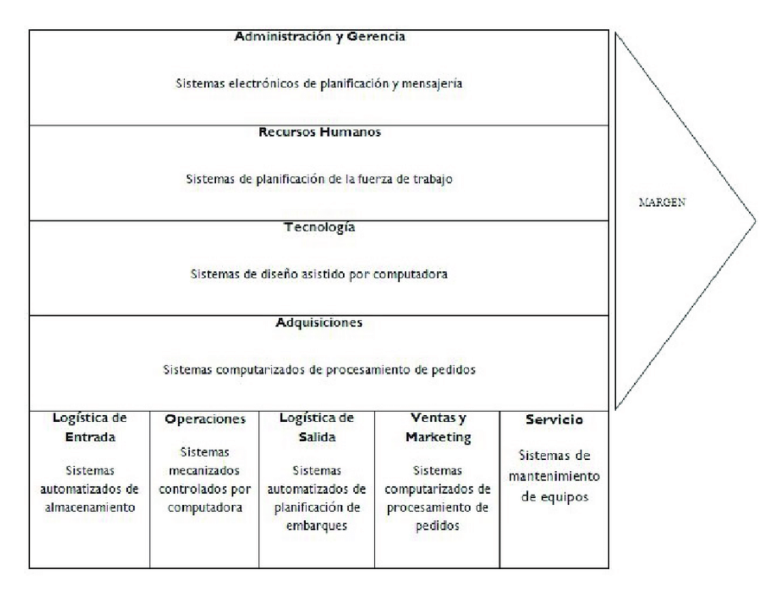 Administración y Gerencia
Sistemas electrónicos de planificación y mensajería
Recursos Humanos
Sistemas de planificación de la fuerza de trabajo
MARGEN
Tecnología
Sistemas de diseño asistido por computadora
Adquisiciones
Sistemas computarizados de procesamiento de pedidos
Logística de
Entrada
Sistemas
automatizados de
almacenamiento
Operaciones
Sistemas
mecanizados
controlados por
computadora
Logística de
Salida
Sistemas
automatizados de
planificación de
embarques
Ventas y
Marketing
Sistemas
computarizados de
procesamiento de
pedidos
Servicio
Sistemas de
mantenimiento
de equipos